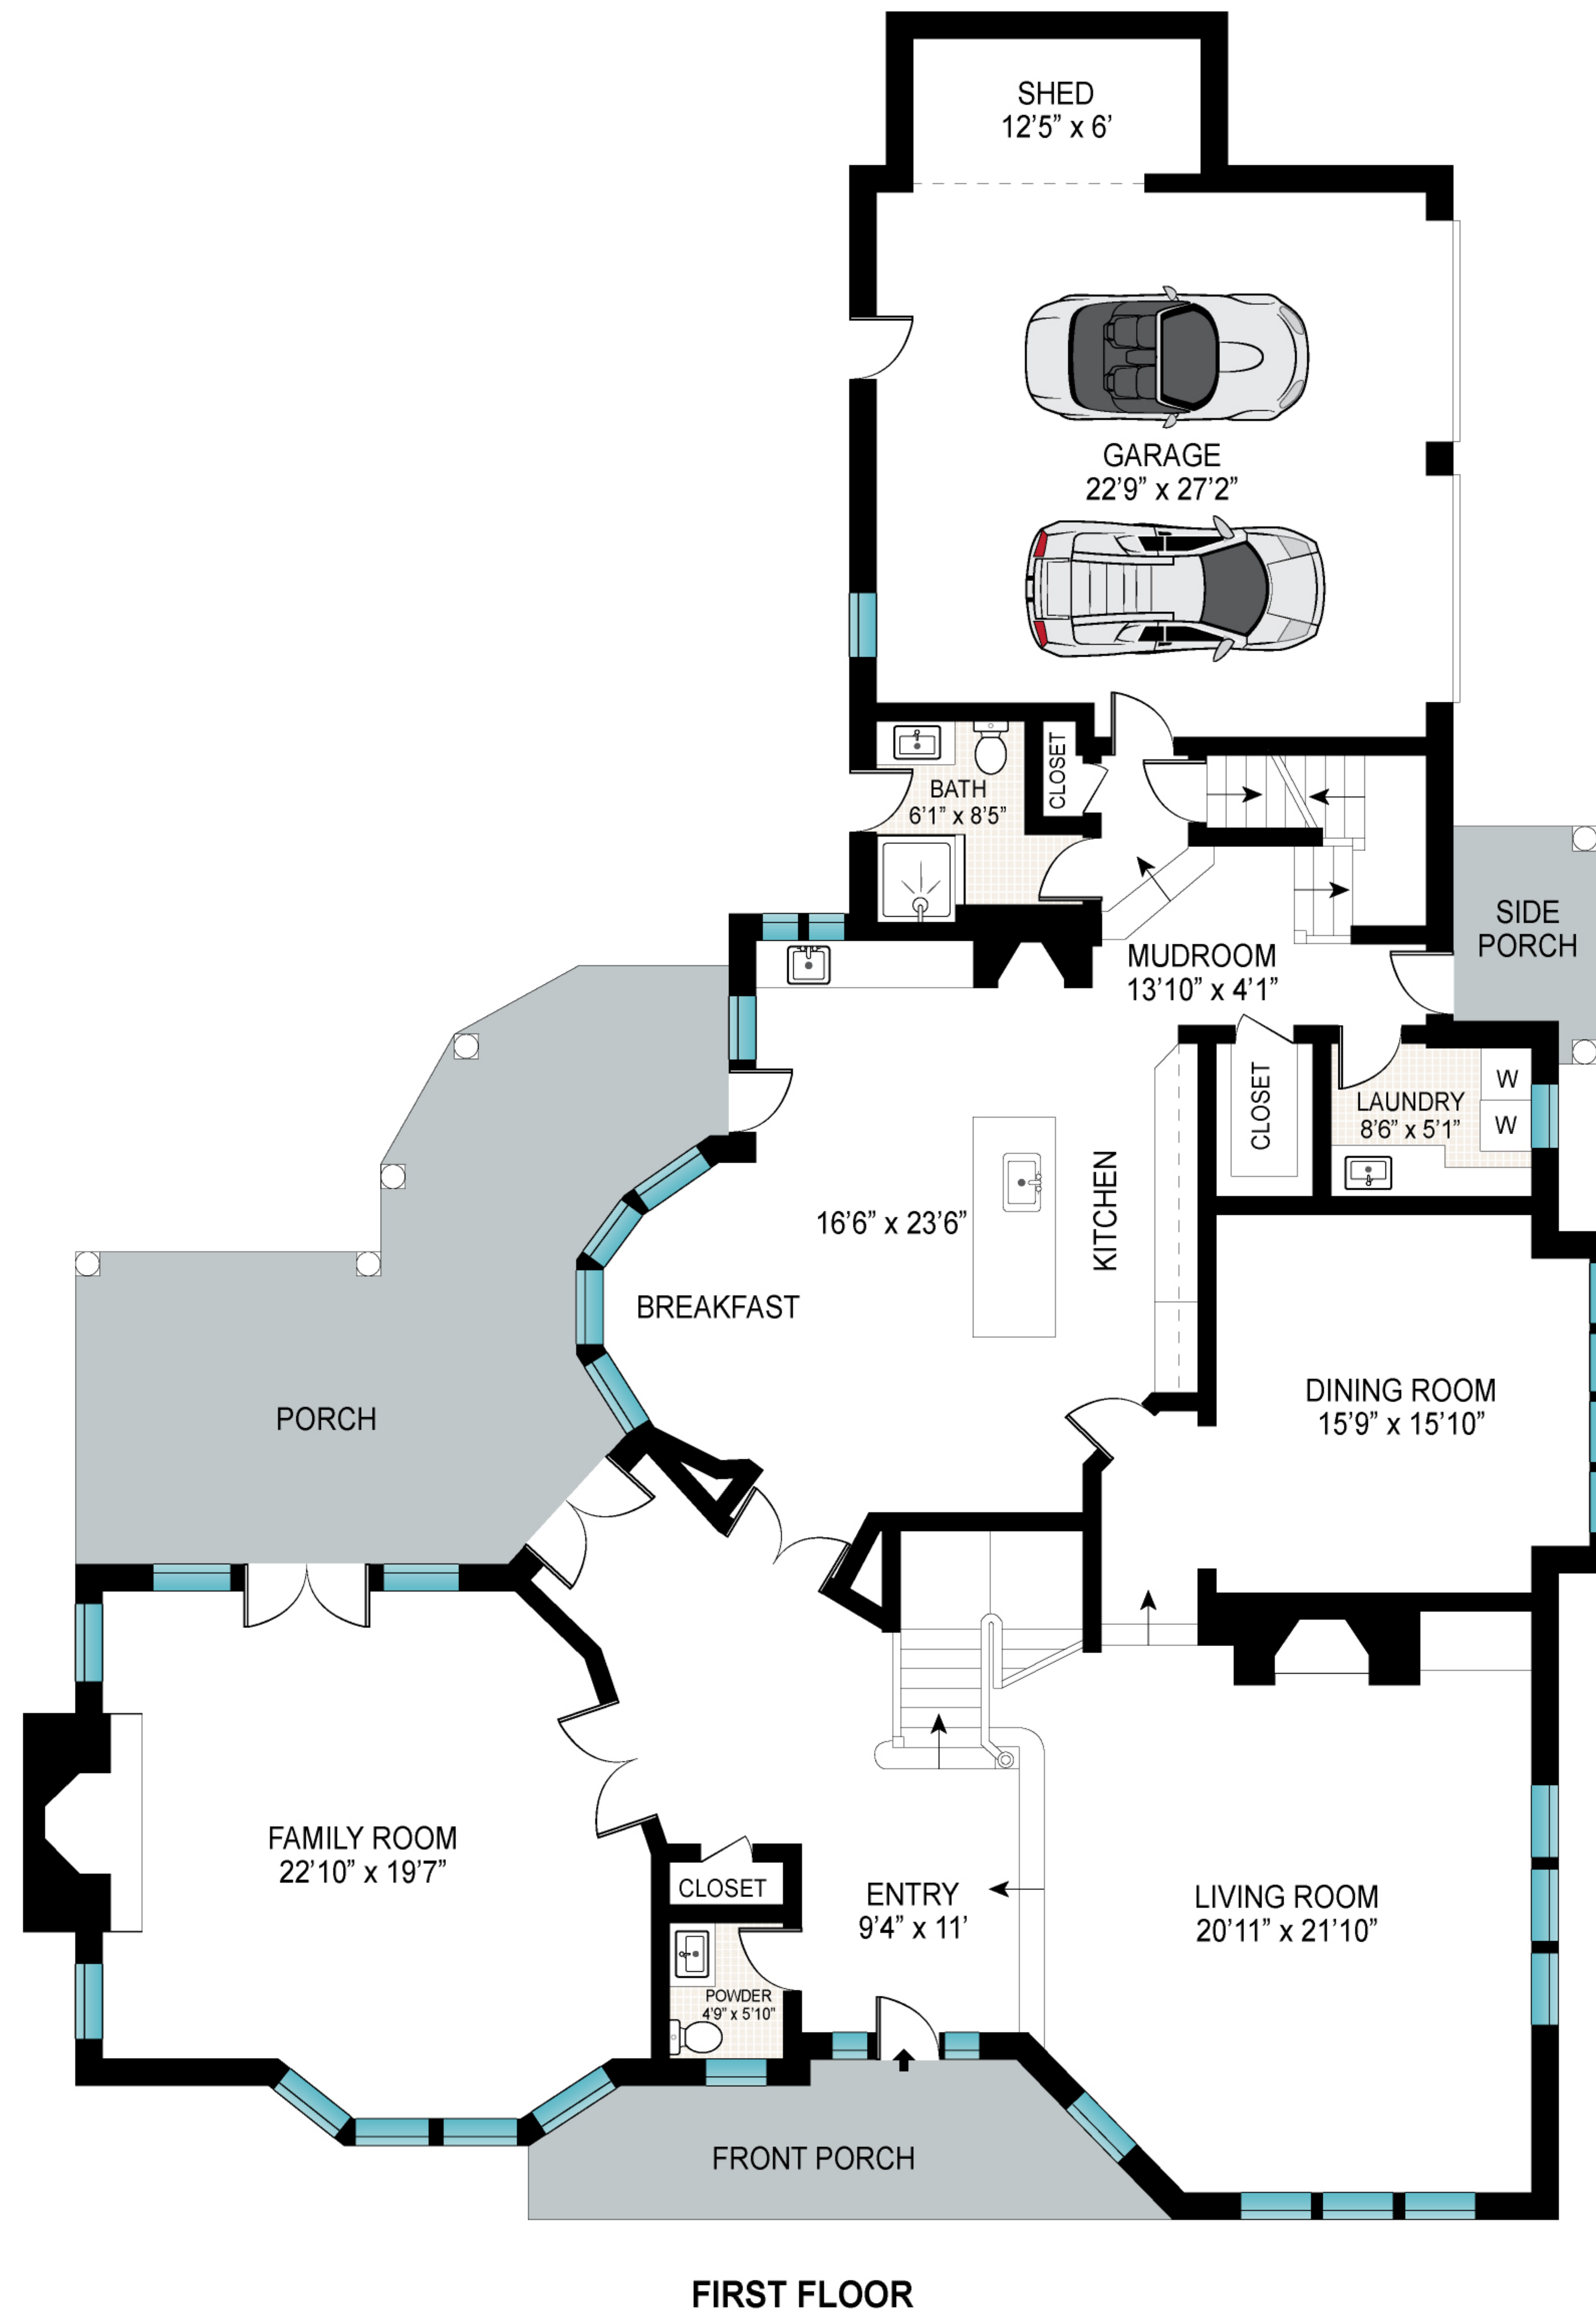 SHED
12'5” x 6'
GARAGE
22'9” x 27'2”
BATH
6'1” x 8'5”
CLOSET
SIDE
PORCH
MUDROOM
13'10” x 4'1”
CLOSET
LAUNDRY
8'6” x 5'1”
W
W
KITCHEN
16'6” x 23'6”
BREAKFAST
DINING ROOM
15'9” x 15'10”
PORCH
FAMILY ROOM
22'10” x 19'7”
CLOSET
ENTRY
9'4” x 11'
LIVING ROOM
20'11” x 21'10”
POWDER
4'9” x 5'10”
FRONT PORCH
FIRST FLOOR